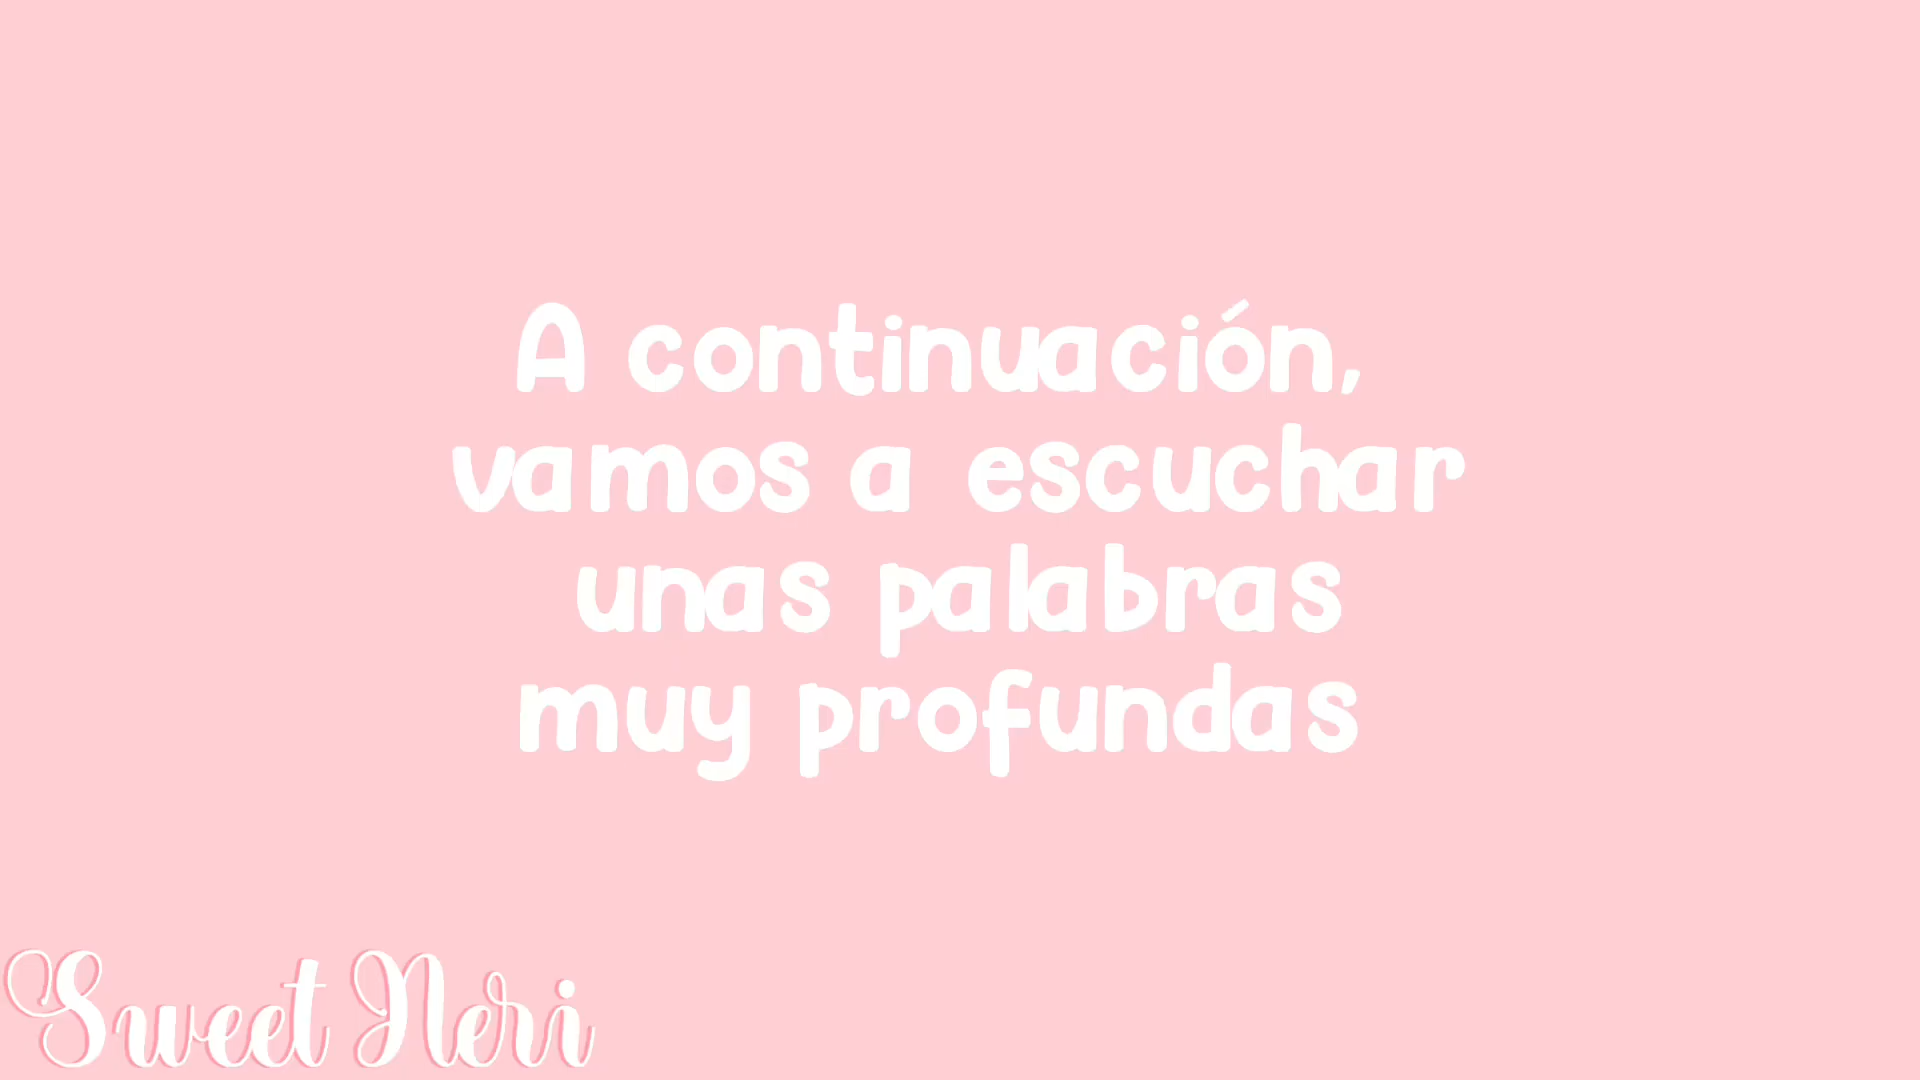 A continuación,
vamos a escuchar
unas palabras
muy profundas
Sweet Neri